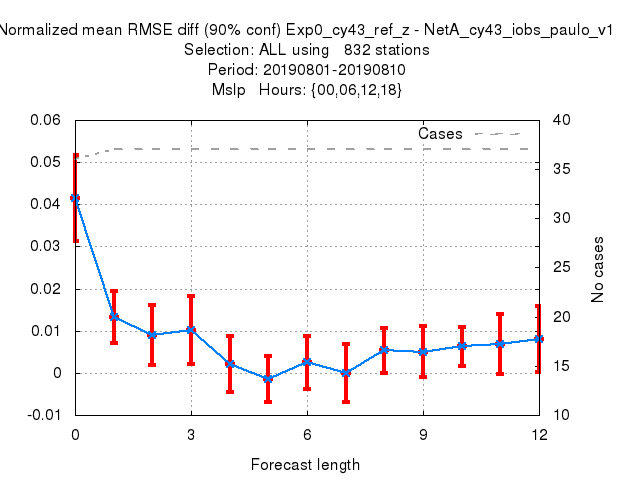 Normalized mean RMSE diff (90% conf) Exp0_cy43_ref_z - NetA_cy43_iobs_paulo_v1
Selection: ALL using 832 stations
Period: 20190801-20190810
Mslp Hours: {00,06,12,18}
Cases
0.06
0.05
0.04
0.03
0.02
0.01
0
-0.01
40
35
30
25
20
15
10
No cases
0 3 6 9 12
Forecast length